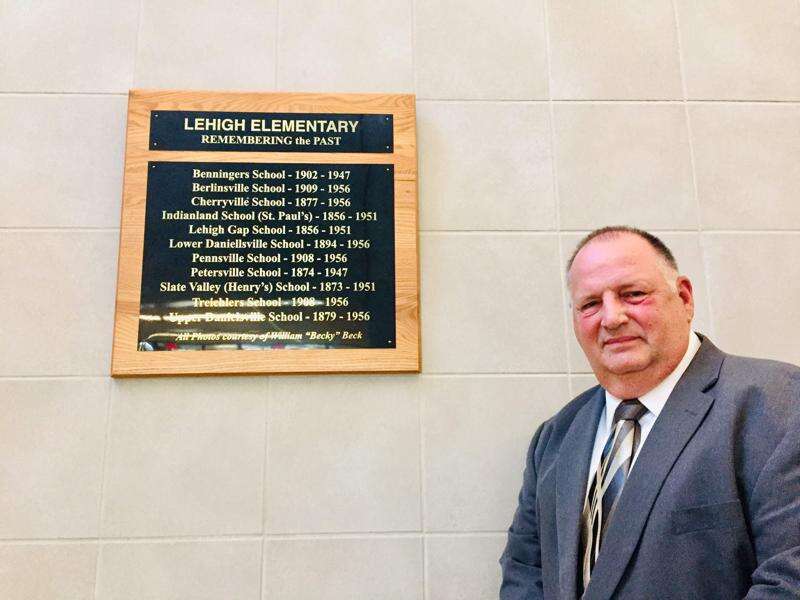 LEHIGH ELEMENTARY
REMEMBERING the PAST
Benningers School - 1902 - 1947
Berlinsville School - 1909 - 1956
Cherryville School - 1877 - 1956
Indianland School (St. Paul's) - 1856 - 1951
Lehigh Gap School - 1856 - 1951
Lower Daniellsville School - 1894 - 1956
Pennsville School - 1908 - 1956
Petersville School - 1874 - 1947
Slate Valley (Henry's) School - 1873 - 1951
Treichlers School - 1908 - 1956
Upper Danielsville School - 1879 - 1956
All Photos courtesy of William "Becky" Beck